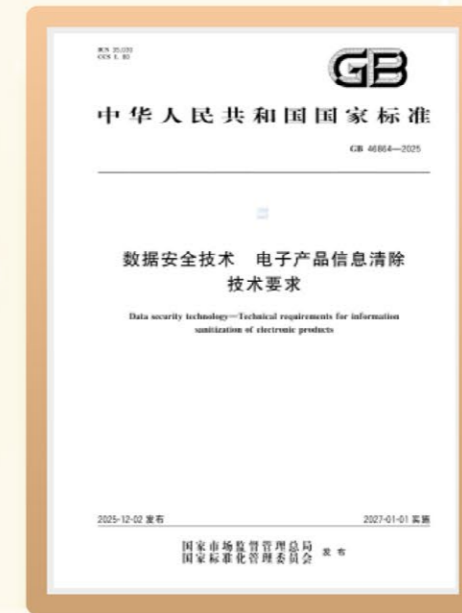 ICS 35.030
CCS L 80
GB
中华人民共和国国家标准
GB 46864—2025
数据安全技术 电子产品信息清除
技术要求
Data security technology—Technical requirements for information
sanitization of electronic products
2025-12-02 发布
2027-01-01 实施
国家市场监督管理总局
国家标准化管理委员会
发布